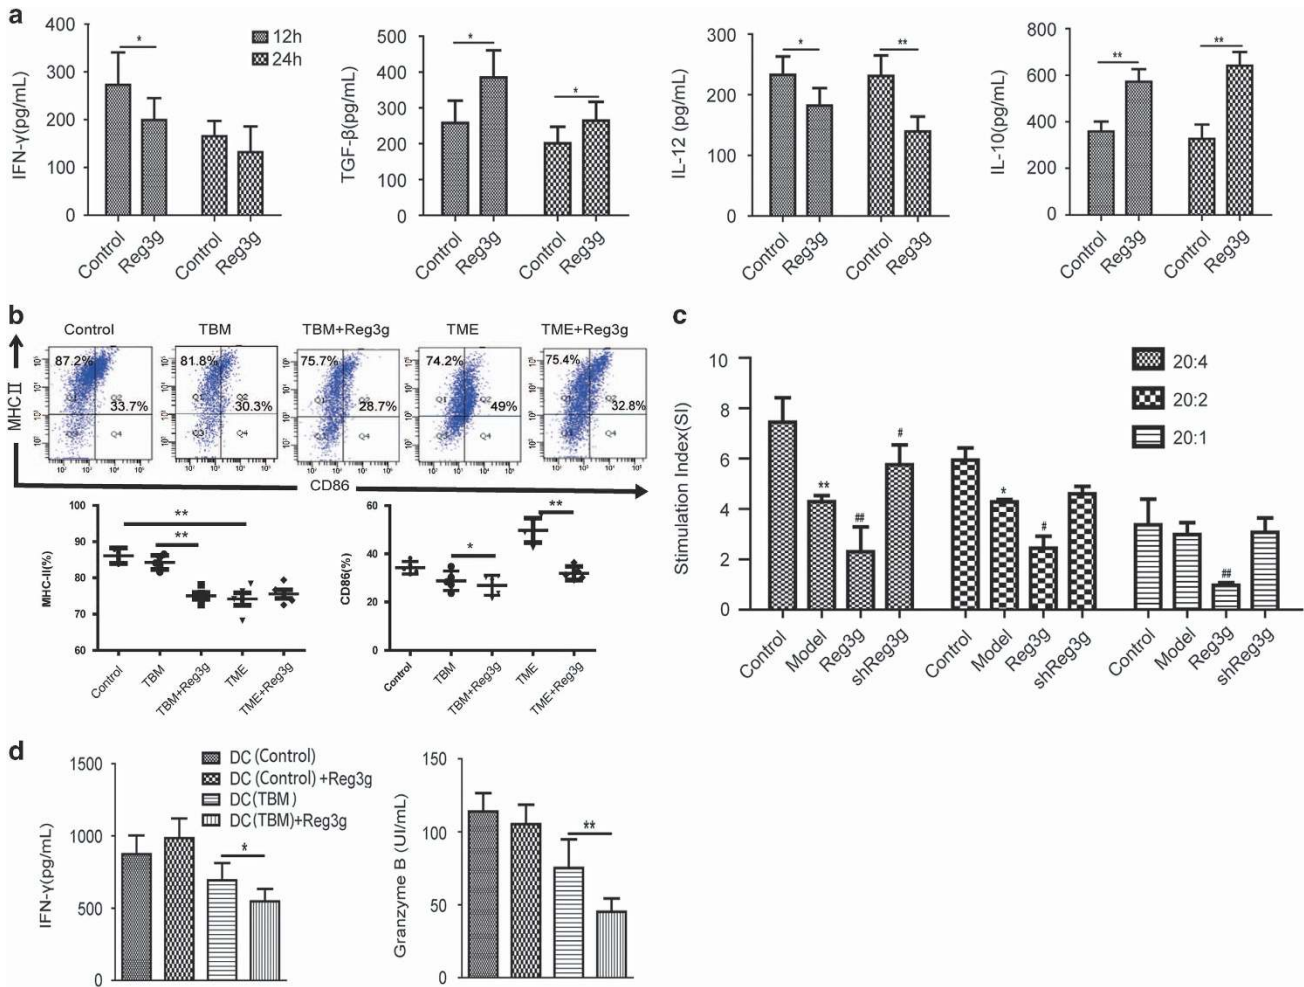 a
400
300
200
100
0
IFN-γ(pg/mL)
*
12h
24h
Control
Reg3g
Control
Reg3g
500
400
300
200
100
0
TGF-β(pg/mL)
*
*
Control
Reg3g
Control
Reg3g
300
200
100
0
IL-12 (pg/mL)
*
**
Control
Reg3g
Control
Reg3g
800
600
400
200
0
IL-10(pg/mL)
**
**
Control
Reg3g
Control
Reg3g
b
Control
TBM
TBM+Reg3g
TME
TME+Reg3g
MHCⅡ
87.2%
81.8%
75.7%
74.2%
75.4%
33.7%
30.3%
28.7%
49%
32.8%
Q4
Q4
Q4
Q4
Q4
CD86
100
90
80
70
60
MHC-II(%)
**
**
Control
TBM
TBM+Reg3g
TME
TME+Reg3g
60
40
20
0
CD86(%)
*
**
Control
TBM
TBM+Reg3g
TME
TME+Reg3g
c
10
8
6
4
2
0
Stimulation Index(SI)
20:4
20:2
20:1
**
##
#
*
#
##
Control
Model
Reg3g
shReg3g
Control
Model
Reg3g
shReg3g
Control
Model
Reg3g
shReg3g
d
1500
1000
500
0
IFN-γ(pg/mL)
DC (Control)
DC (Control) +Reg3g
DC(TBM)
DC(TBM)+Reg3g
*
150
100
50
0
Granzyme B (UI/mL)
**